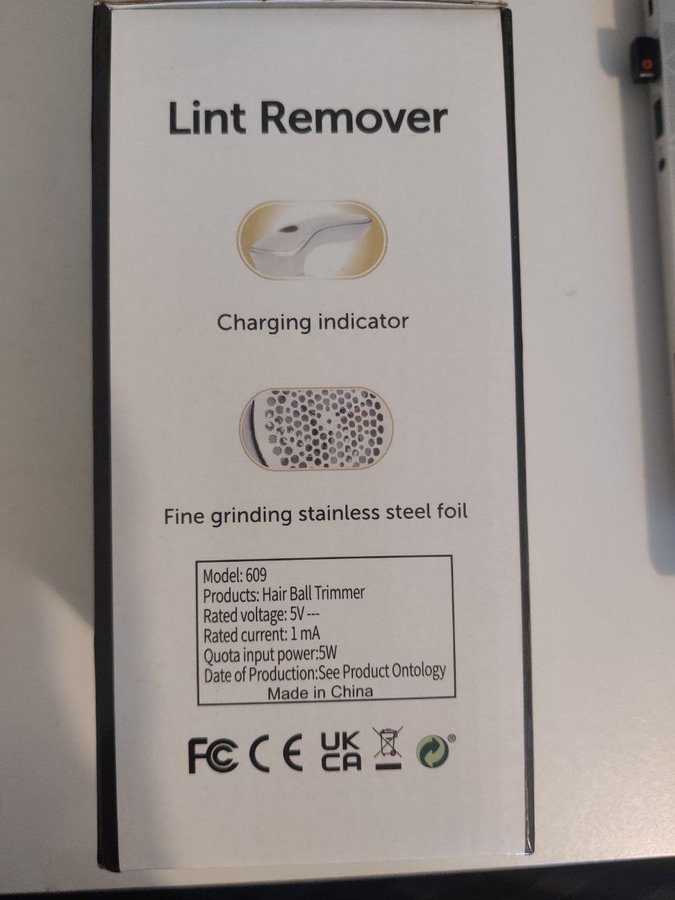 Lint Remover
Charging indicator
Fine grinding stainless steel foil
Model: 609
Products: Hair Ball Trimmer
Rated voltage: 5V ---
Rated current: 1 mA
Quota input power:5W
Date of Production:See Product Ontology
Made in China
FC CE UK CA ®